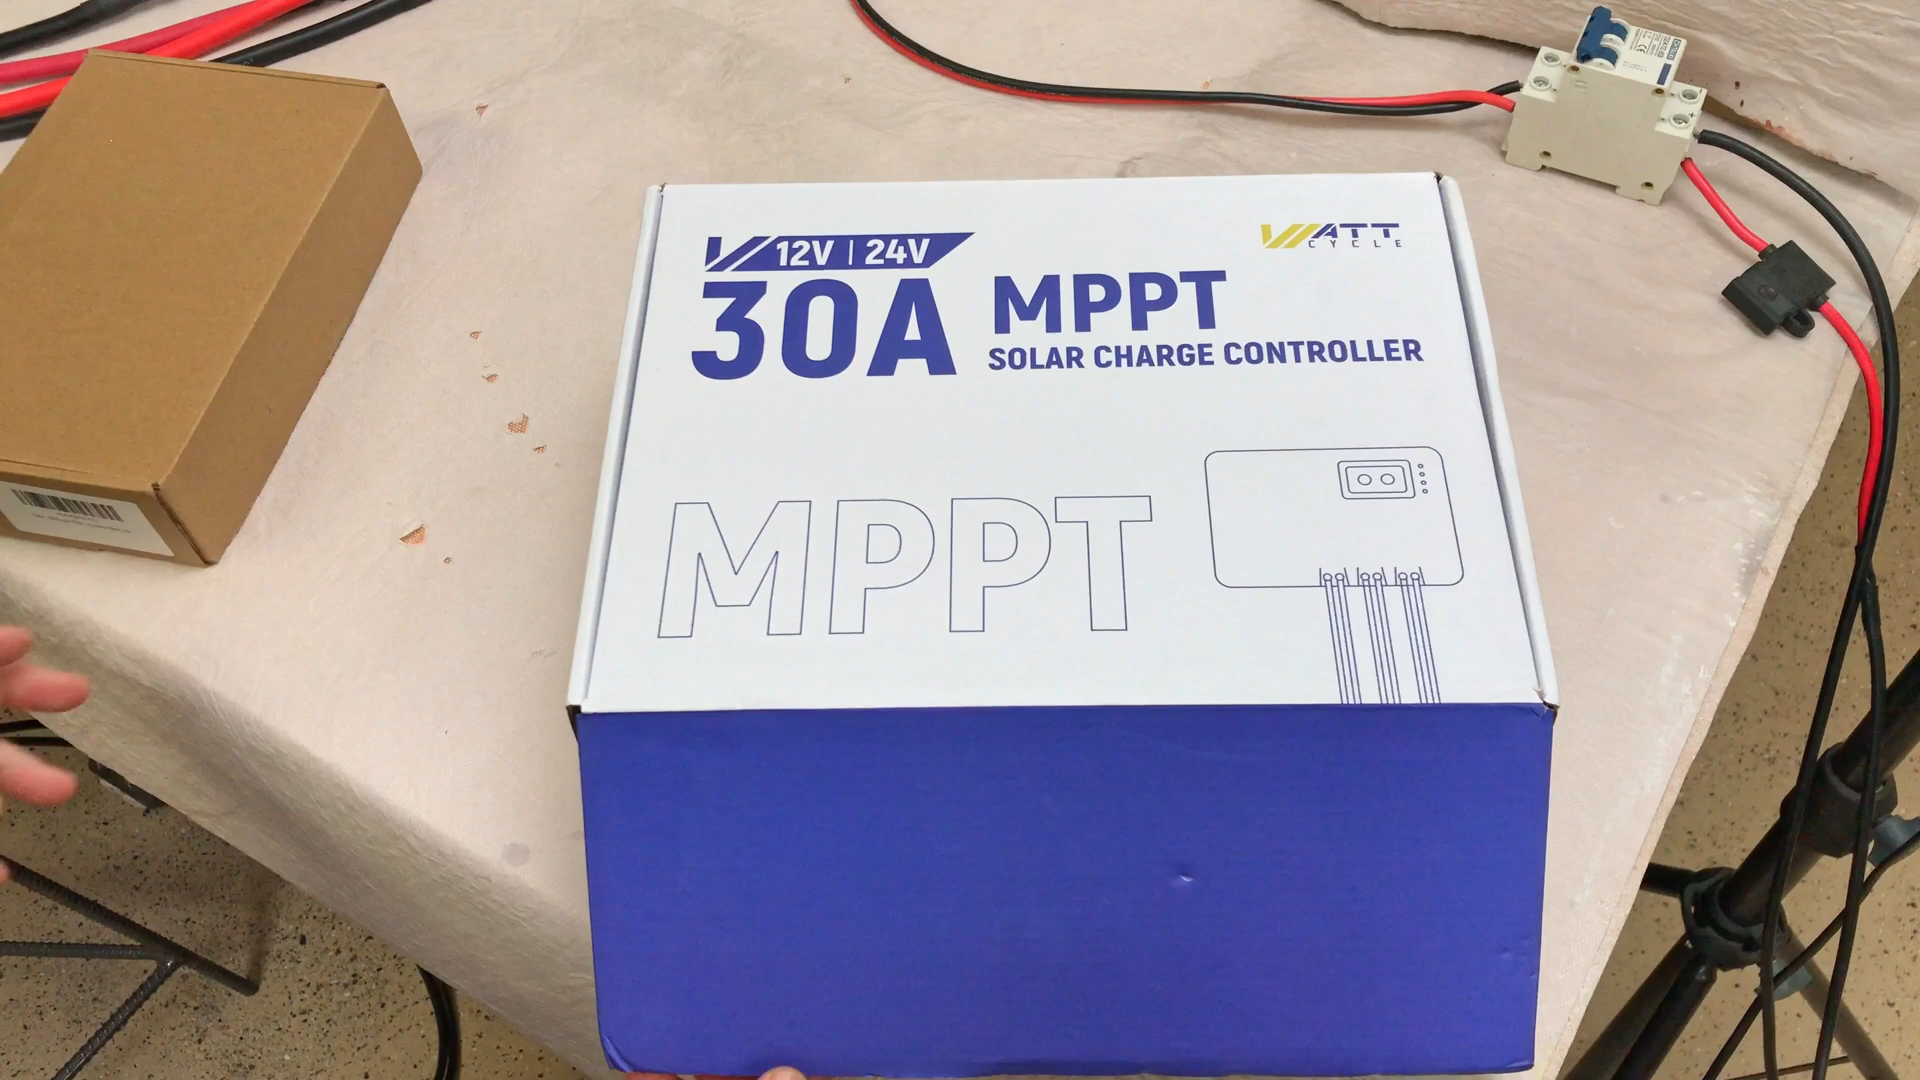 12V | 24V
30A
MPPT
SOLAR CHARGE CONTROLLER
WATT
CYCLE
MPPT